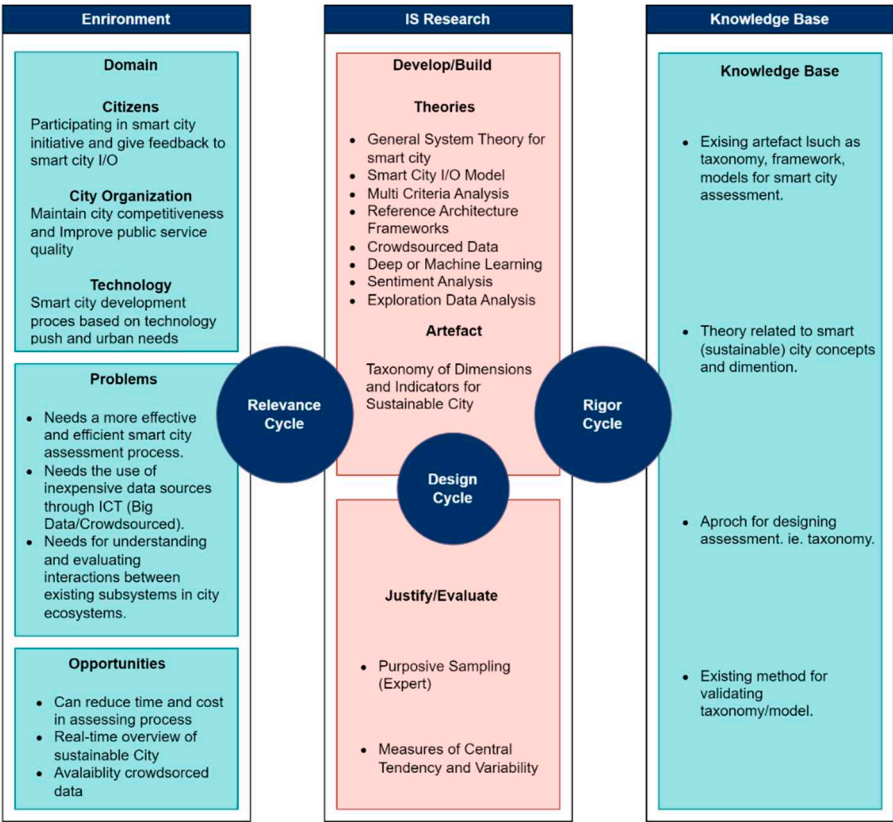 Enrironment
Domain
Citizens
Participating in smart city
initiative and give feedback to
smart city I/O
City Organization
Maintain city competitiveness
and Improve public service
quality
Technology
Smart city development
proces based on technology
push and urban needs
Problems
• Needs a more effective
and efficient smart city
assessment process.
• Needs the use of
inexpensive data sources
through ICT (Big
Data/Crowdsourced).
• Needs for understanding
and evaluating
interactions between
existing subsystems in city
ecosystems.
Opportunities
• Can reduce time and cost
in assessing process
• Real-time overview of
sustainable City
• Avalaiblity crowdsorced
data
Relevance
Cycle
IS Research
Develop/Build
Theories
• General System Theory for
smart city
• Smart City I/O Model
• Multi Criteria Analysis
• Reference Architecture
Frameworks
• Crowdsourced Data
• Deep or Machine Learning
• Sentiment Analysis
• Exploration Data Analysis
Artefact
Taxonomy of Dimensions
and Indicators for
Sustainable City
Design
Cycle
Justify/Evaluate
• Purposive Sampling
(Expert)
• Measures of Central
Tendency and Variability
Rigor
Cycle
Knowledge Base
Knowledge Base
• Exising artefact lsuch as
taxonomy, framework,
models for smart city
assessment.
• Theory related to smart
(sustainable) city concepts
and dimention.
• Aproch for designing
assessment. ie. taxonomy.
• Existing method for
validating
taxonomy/model.